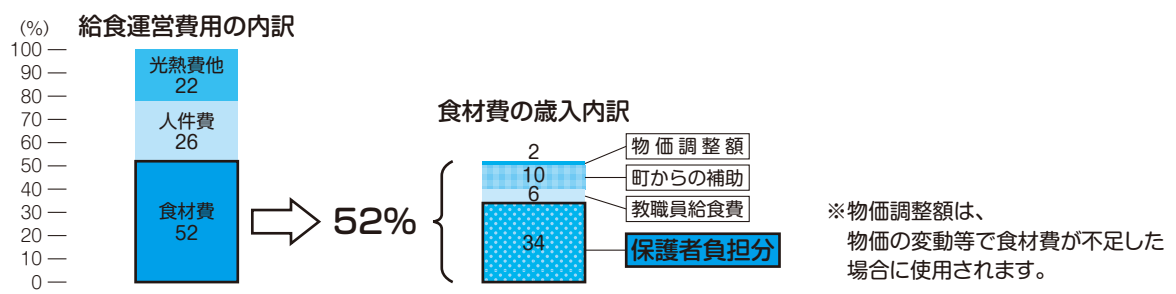 給食運営費用の内訳
(%)
100
90
80
70
60
50
40
30
20
10
0
光熱費他
22
人件費
26
食材費
52
52%
食材費の歳入内訳
2
10
6
34
物価調整額
町からの補助
教職員給食費
保護者負担分
※物価調整額は、
物価の変動等で食材費が不足した
場合に使用されます。